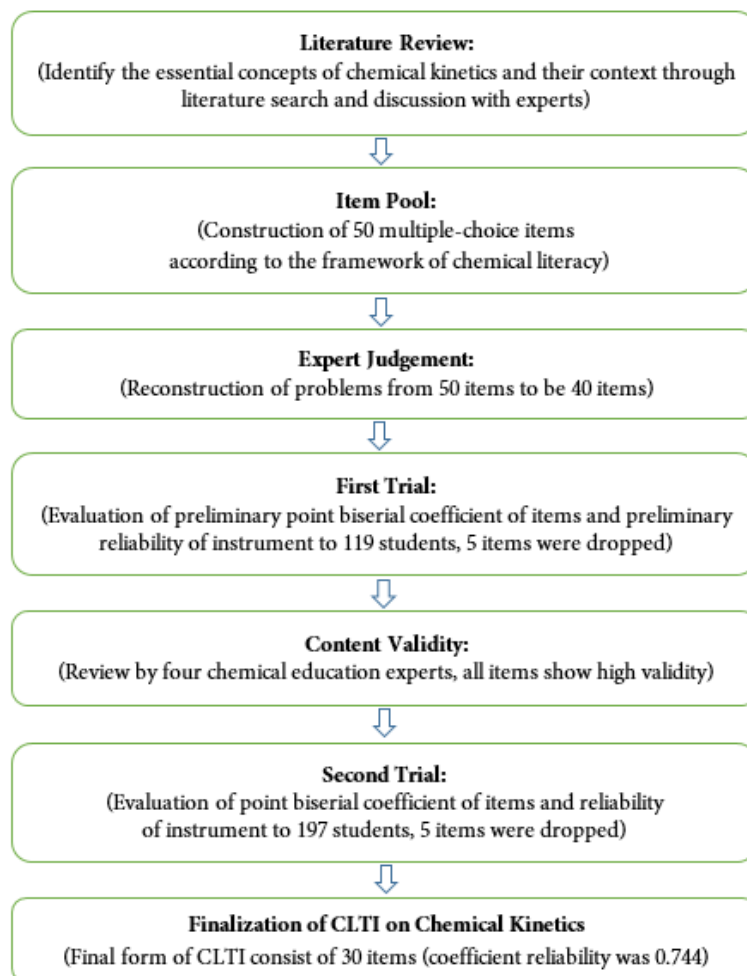 Literature Review:
(Identify the essential concepts of chemical kinetics and their context through
literature search and discussion with experts)
Item Pool:
(Construction of 50 multiple-choice items
according to the framework of chemical literacy)
Expert Judgement:
(Reconstruction of problems from 50 items to be 40 items)
First Trial:
(Evaluation of preliminary point biserial coefficient of items and preliminary
reliability of instrument to 119 students, 5 items were dropped)
Content Validity:
(Review by four chemical education experts, all items show high validity)
Second Trial:
(Evaluation of point biserial coefficient of items and reliability
of instrument to 197 students, 5 items were dropped)
Finalization of CLTI on Chemical Kinetics
(Final form of CLTI consist of 30 items (coefficient reliability was 0.744)